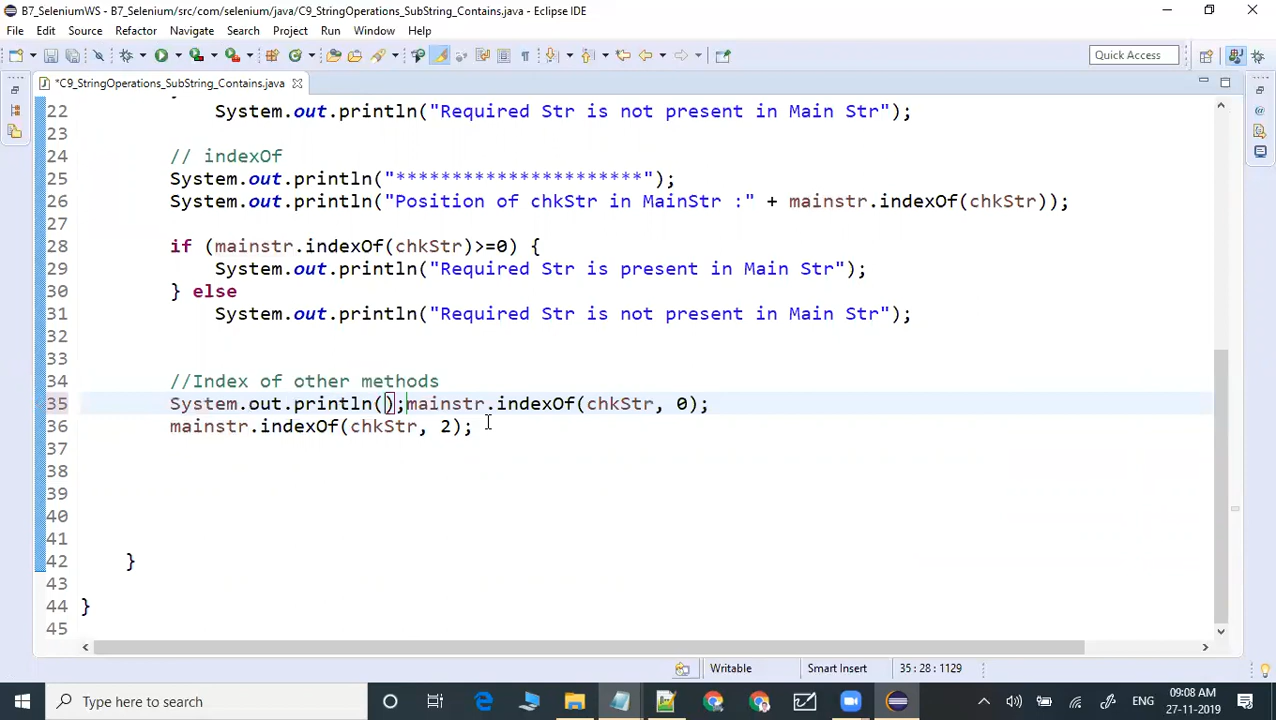 B7_SeleniumWS - B7_Selenium/src/com/selenium/java/C9_StringOperations_SubString_Contains.java - Eclipse IDE
File Edit Source Refactor Navigate Search Project Run Window Help
Quick Access
*C9_StringOperations_SubString_Contains.java
22 System.out.println("Required Str is not present in Main Str");
23
24 // indexOf
25 System.out.println("**********************");
26 System.out.println("Position of chkStr in MainStr :" + mainstr.indexOf(chkStr));
27
28 if (mainstr.indexOf(chkStr)>=0) {
29 System.out.println("Required Str is present in Main Str");
30 } else
31 System.out.println("Required Str is not present in Main Str");
32
33
34 //Index of other methods
35 System.out.println();mainstr.indexOf(chkStr, 0);
36 mainstr.indexOf(chkStr, 2);
37
38
39
40
41
42 }
43
44 }
45
Writable Smart Insert 35 : 28 : 1129
Type here to search
ENG
09:08 AM
27-11-2019